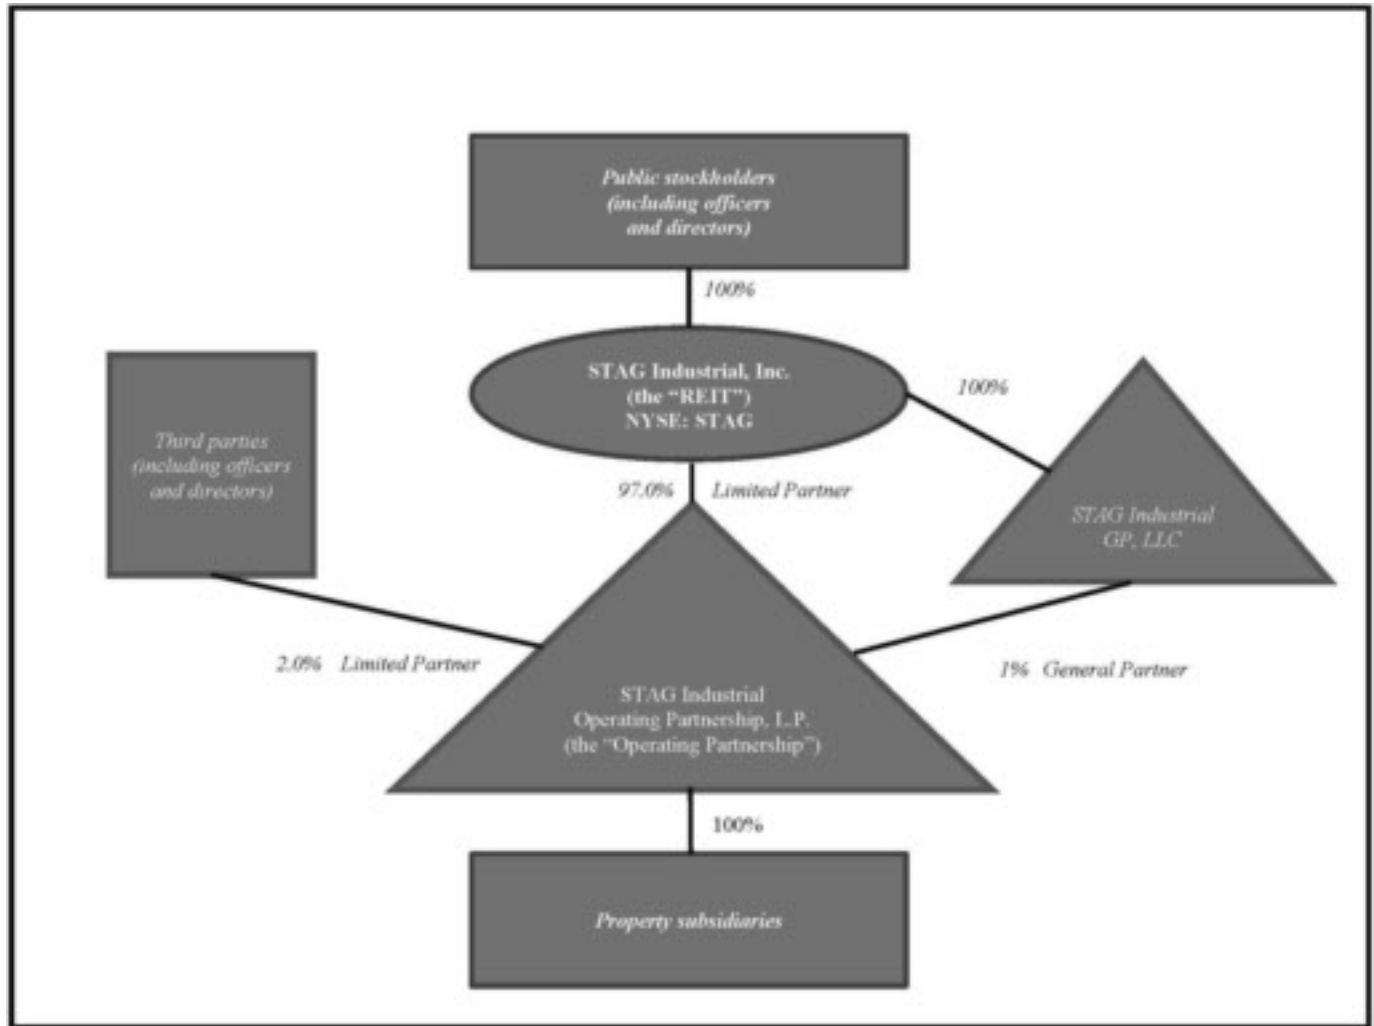 Public stockholders
(including officers
and directors)
100%
STAG Industrial, Inc.
(the “REIT”)
NYSE: STAG
100%
Third parties
(including officers
and directors)
97.0% Limited Partner
STAG Industrial
GP, LLC
2.0% Limited Partner
1% General Partner
STAG Industrial
Operating Partnership, L.P.
(the “Operating Partnership”)
100%
Property subsidiaries